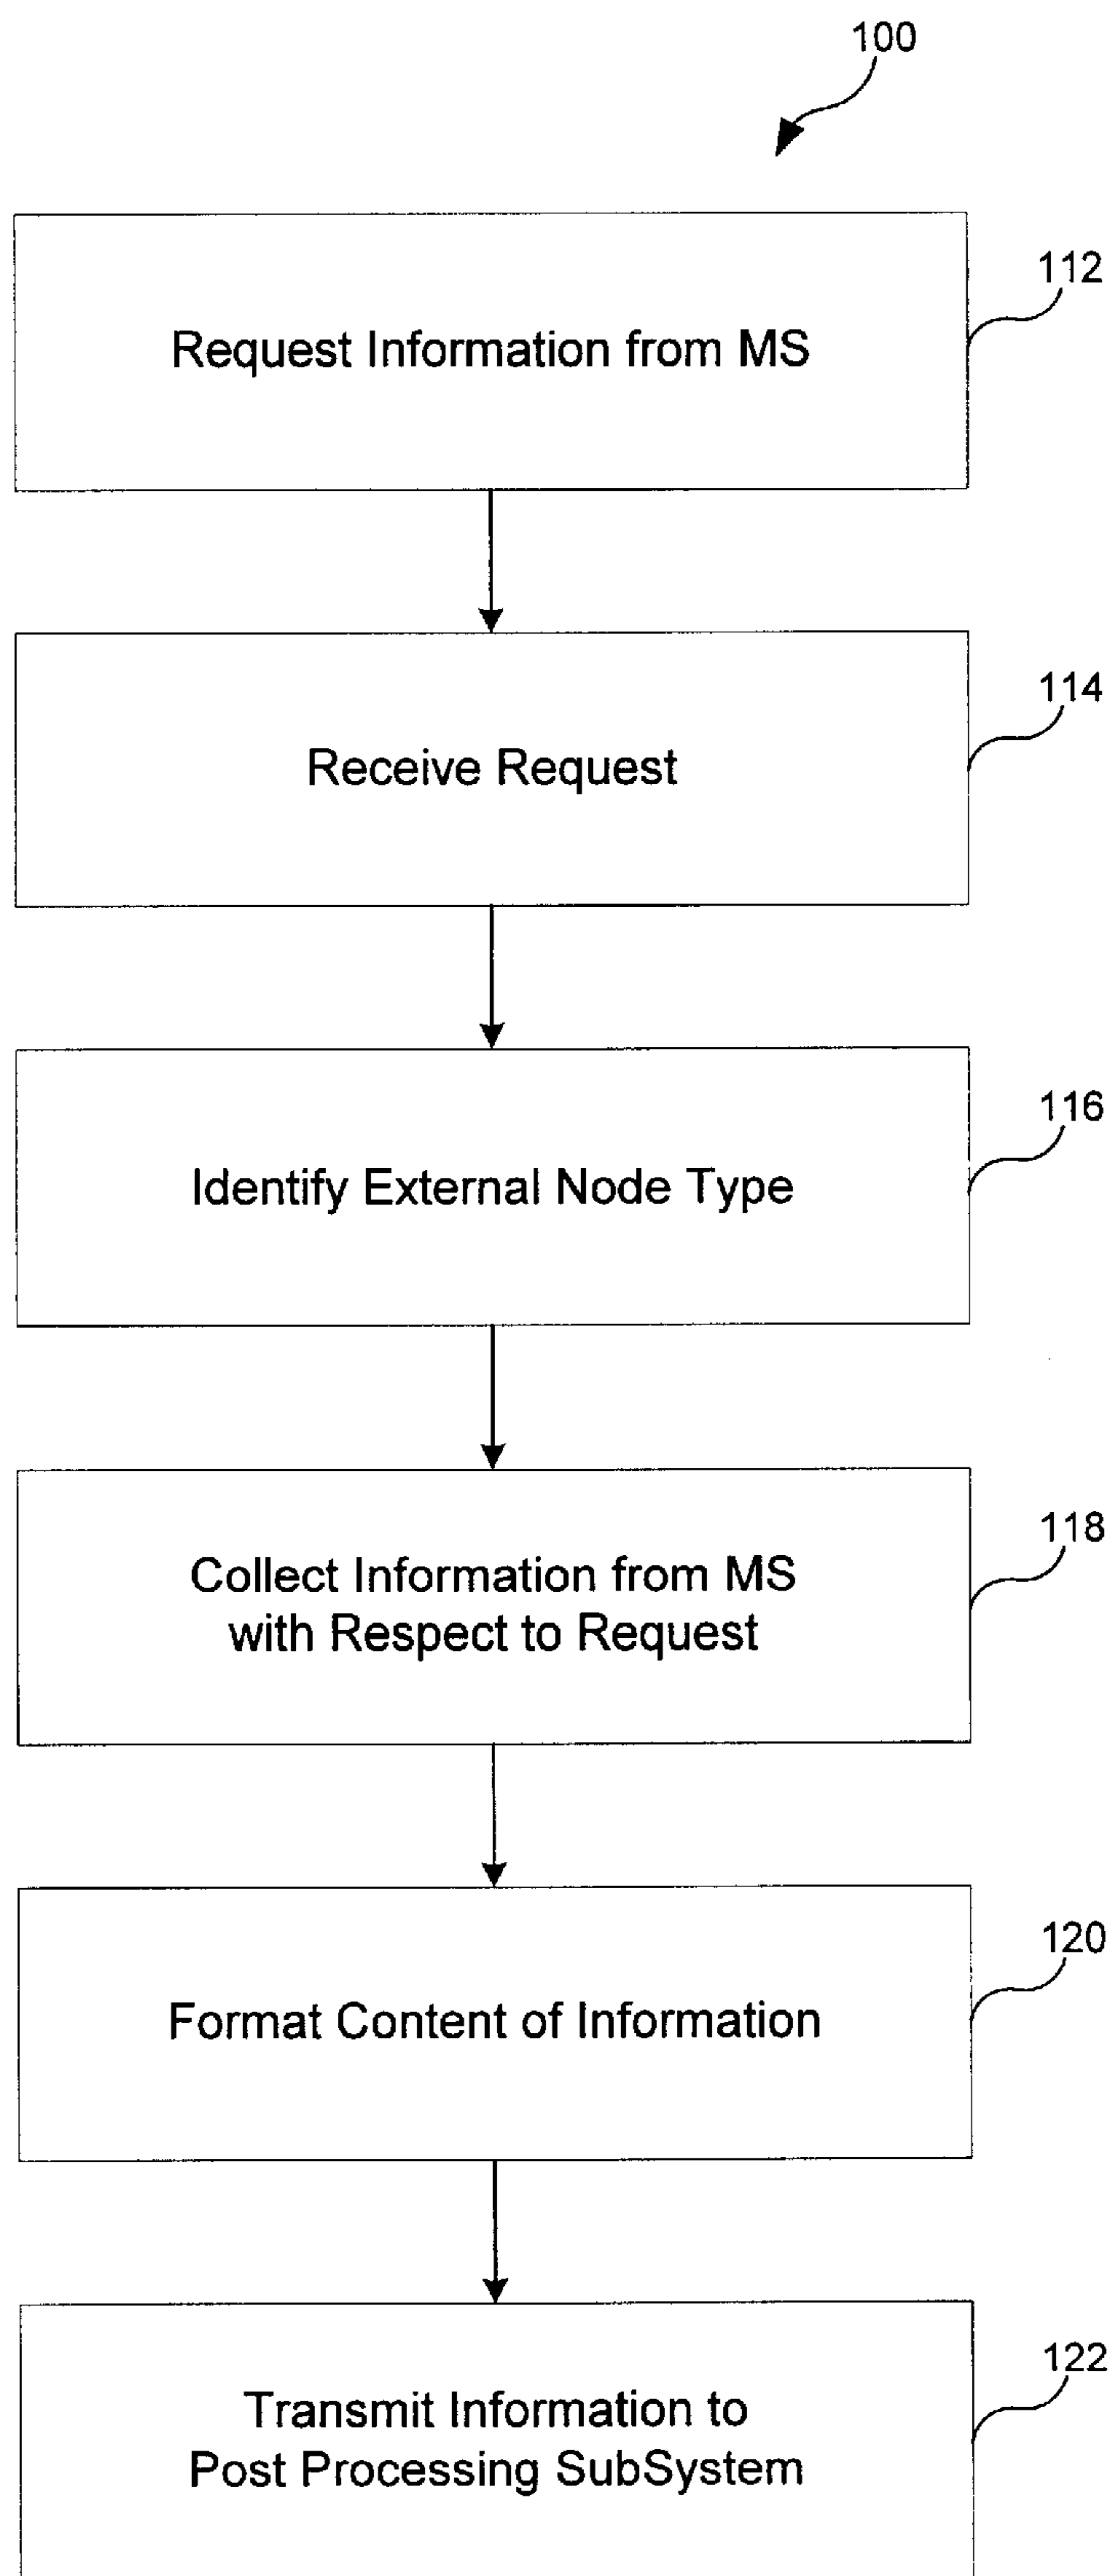 100
Request Information from MS
112
Receive Request
114
Identify External Node Type
116
Collect Information from MS
with Respect to Request
118
Format Content of Information
120
Transmit Information to
Post Processing SubSystem
122